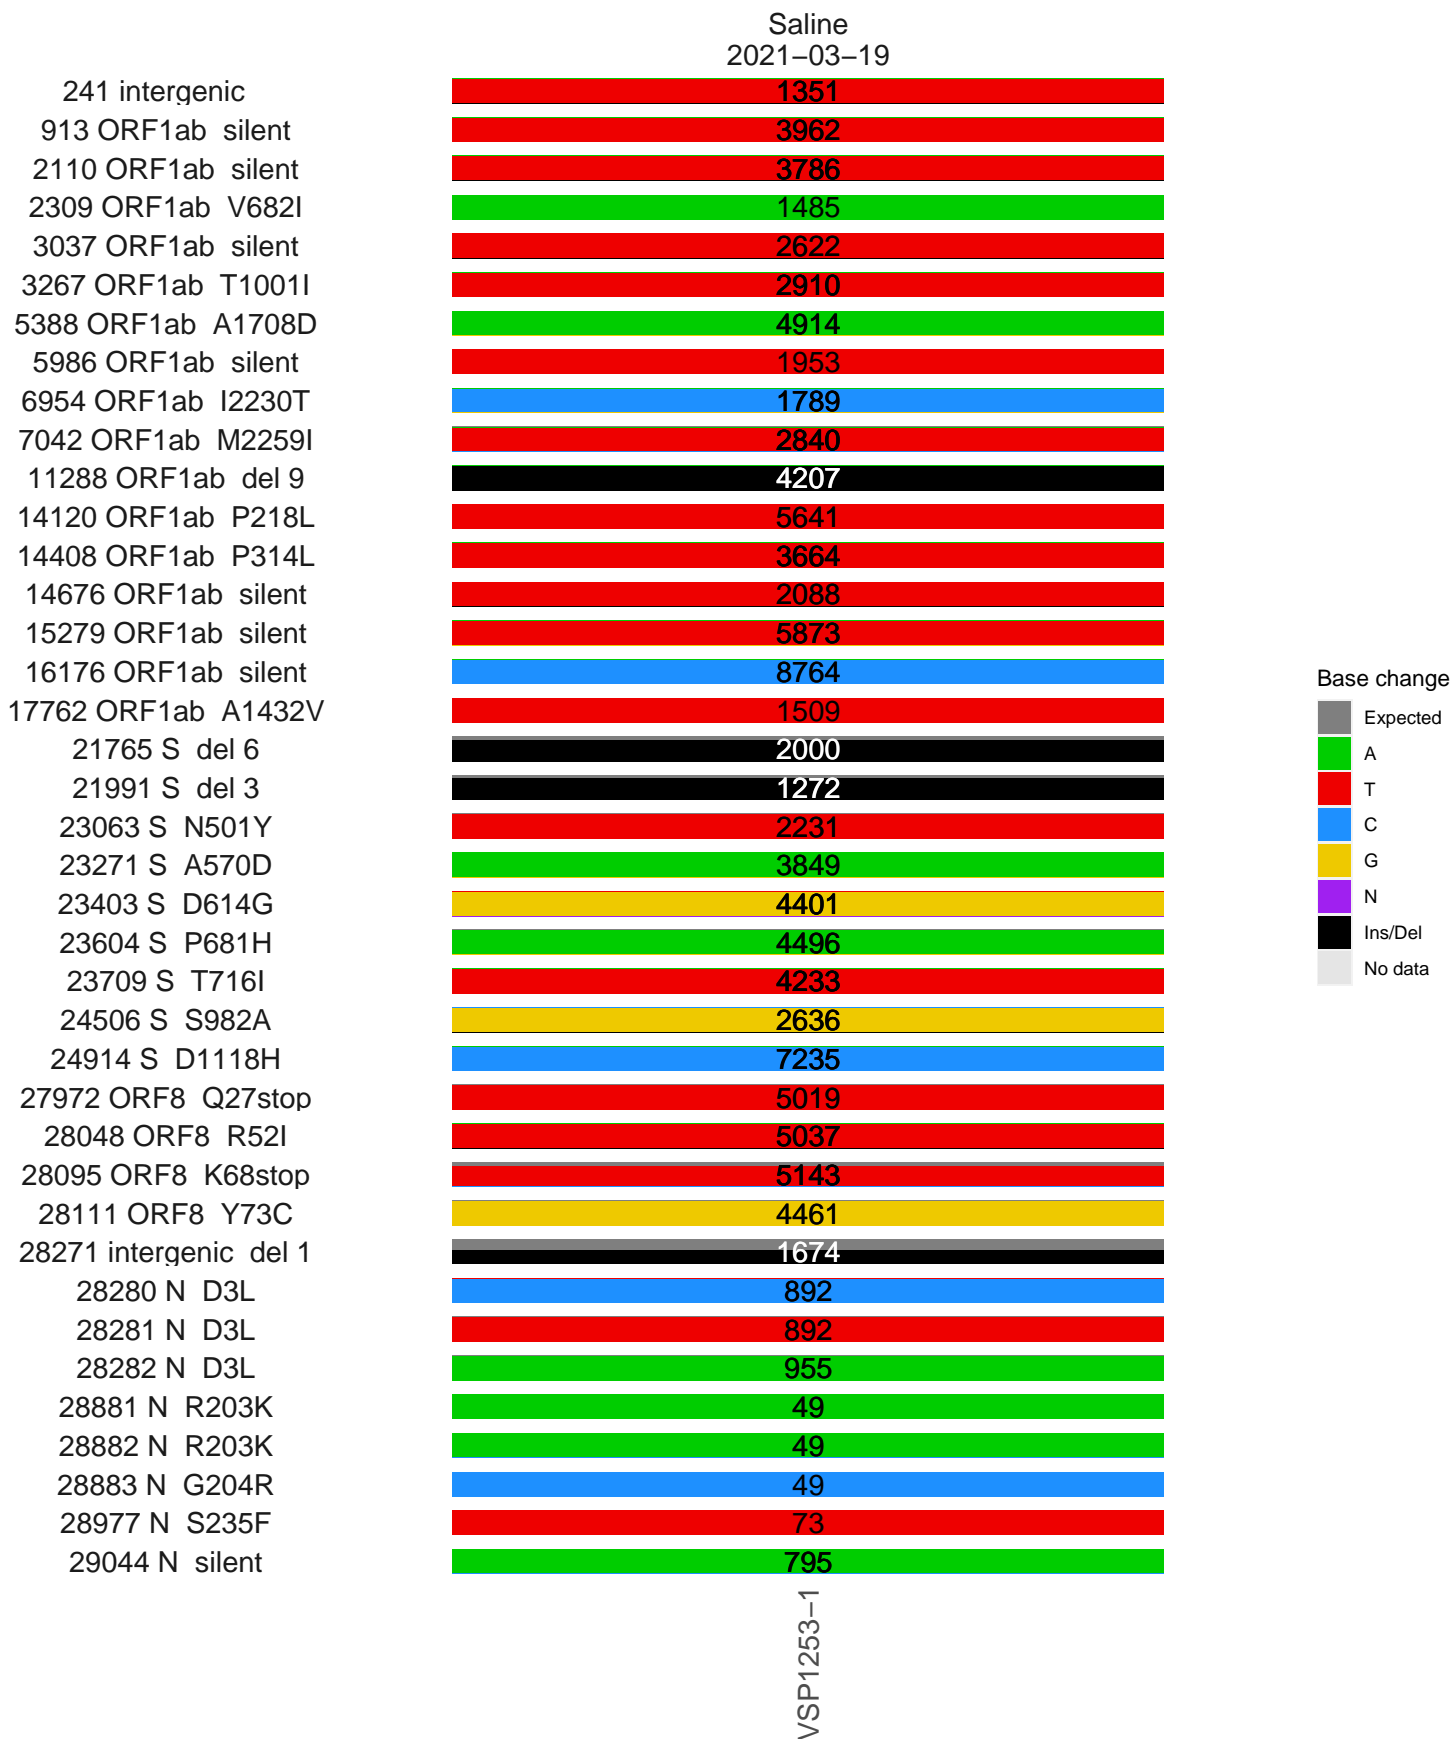 Saline
2021−03−19
241 intergenic 1351
913 ORF1ab silent 3962
2110 ORF1ab silent 3786
2309 ORF1ab V682I 1485
3037 ORF1ab silent 2622
3267 ORF1ab T1001I 2910
5388 ORF1ab A1708D 4914
5986 ORF1ab silent 1953
6954 ORF1ab I2230T 1789
7042 ORF1ab M2259I 2840
11288 ORF1ab del 9 4207
14120 ORF1ab P218L 5641
14408 ORF1ab P314L 3664
14676 ORF1ab silent 2088
15279 ORF1ab silent 5873
16176 ORF1ab silent 8764
17762 ORF1ab A1432V 1509
21765 S del 6 2000
21991 S del 3 1272
23063 S N501Y 2231
23271 S A570D 3849
23403 S D614G 4401
23604 S P681H 4496
23709 S T716I 4233
24506 S S982A 2636
24914 S D1118H 7235
27972 ORF8 Q27stop 5019
28048 ORF8 R52I 5037
28095 ORF8 K68stop 5143
28111 ORF8 Y73C 4461
28271 intergenic del 1 1674
28280 N D3L 892
28281 N D3L 892
28282 N D3L 955
28881 N R203K 49
28882 N R203K 49
28883 N G204R 49
28977 N S235F 73
29044 N silent 795
VSP1253−1
Base change
Expected
A
T
C
G
N
Ins/Del
No data